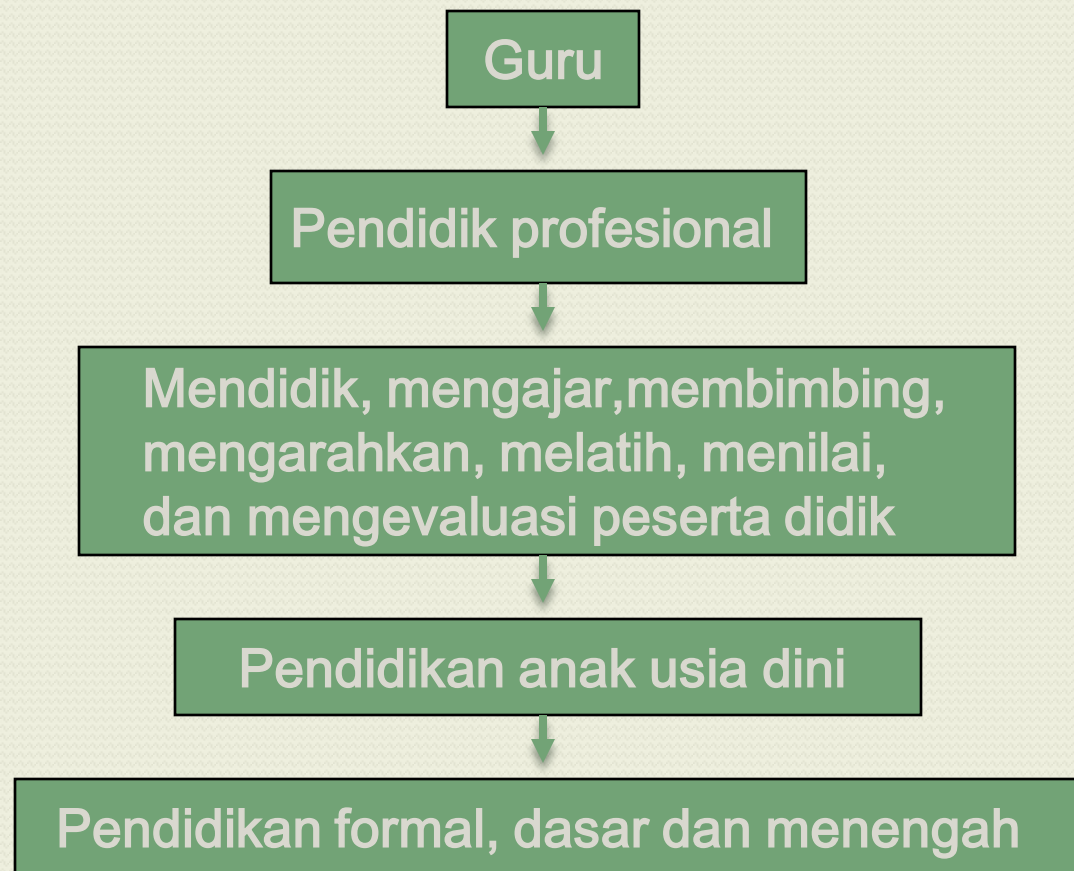 Guru
Pendidik profesional
Mendidik, mengajar,membimbing,
mengarahkan, melatih, menilai,
dan mengevaluasi peserta didik
Pendidikan anak usia dini
Pendidikan formal, dasar dan menengah